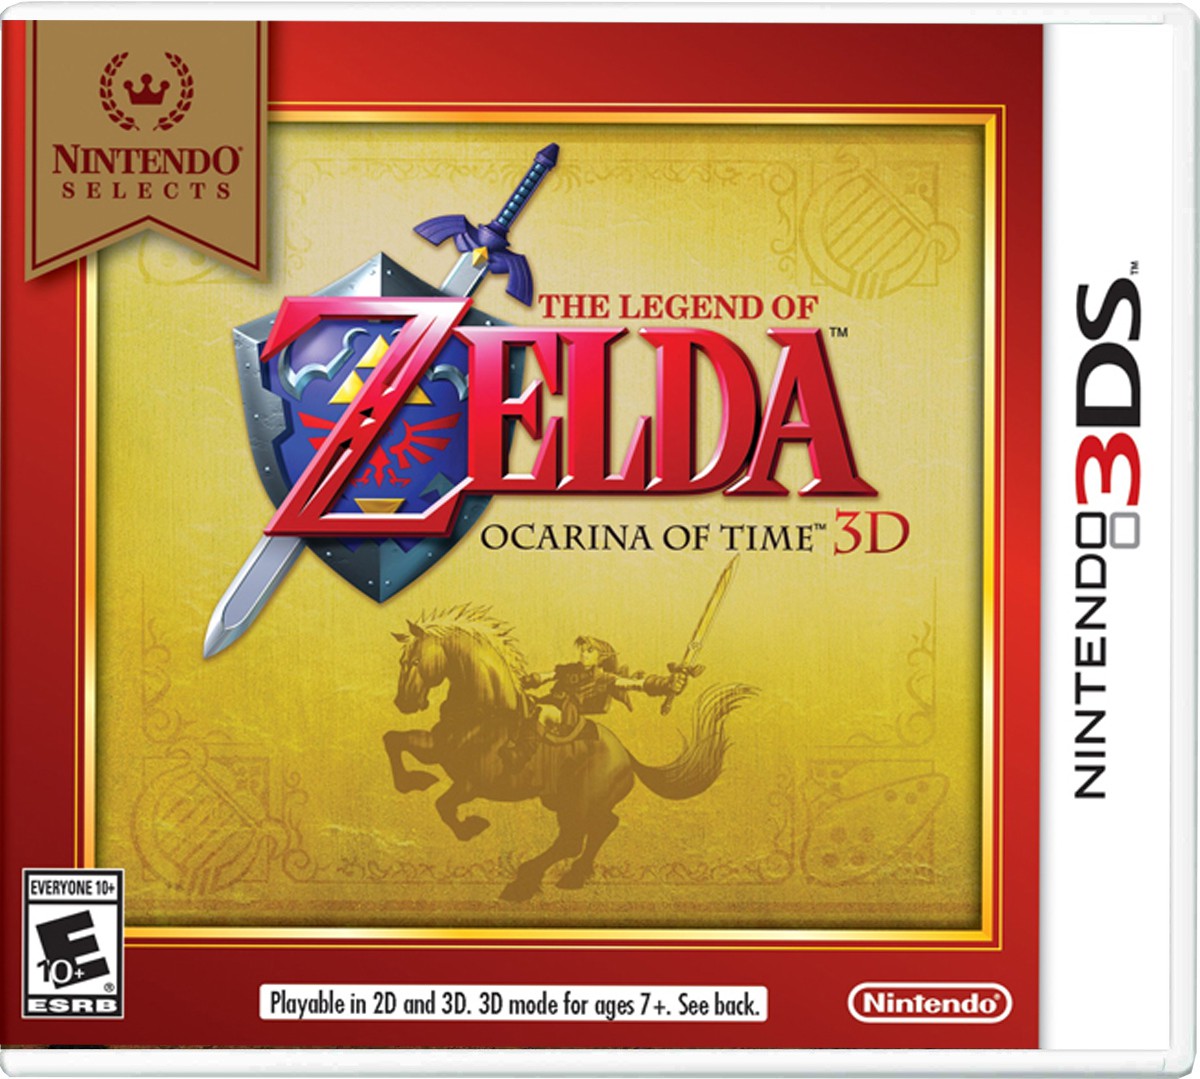 NINTENDO®
SELECTS
THE LEGEND OF
ZELDA™
OCARINA OF TIME™ 3D
NINTENDO 3DS™
EVERYONE 10+
E
10+
®
ESRB
Playable in 2D and 3D. 3D mode for ages 7+. See back.
Nintendo®